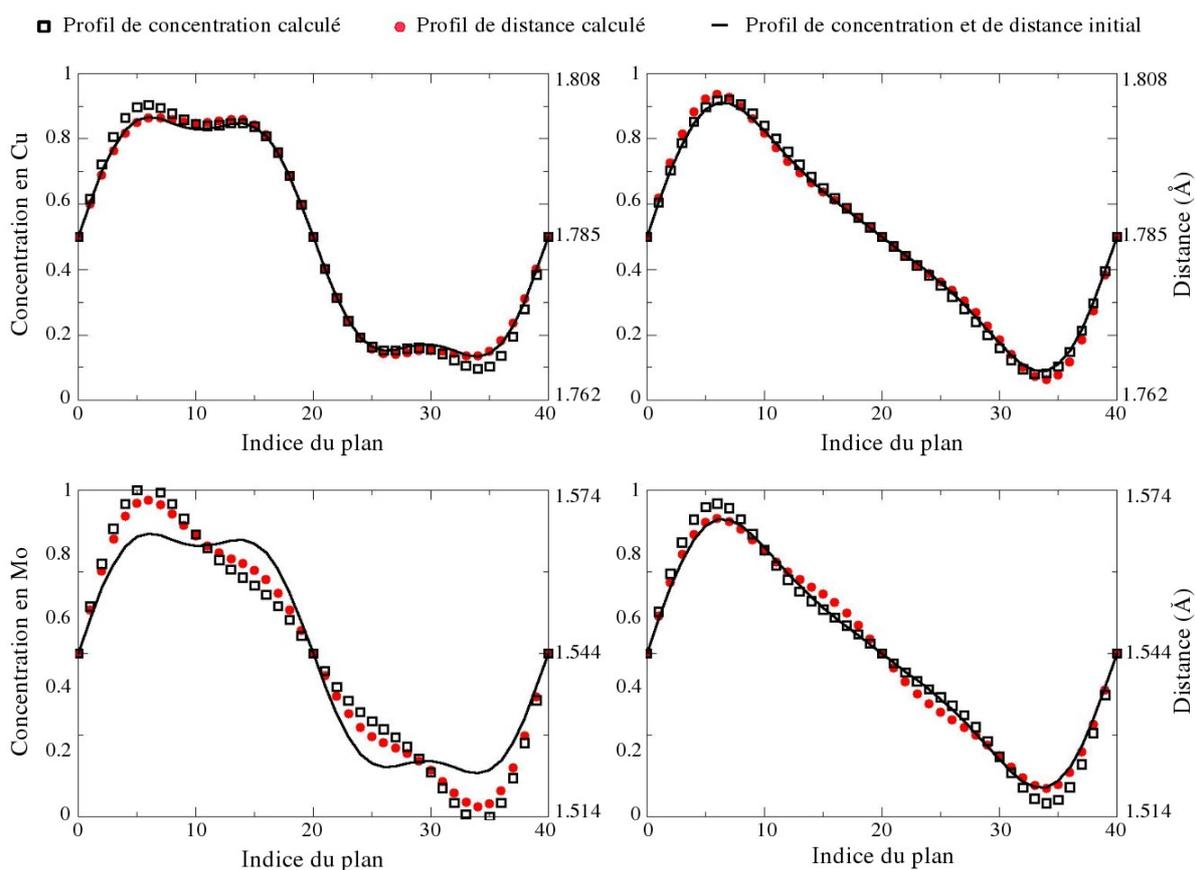 Profil de concentration calculé Profil de distance calculé Profil de concentration et de distance initial
Concentration en Cu
1
0.8
0.6
0.4
0.2
0
0 10 20 30 40
1.808
1.785
1.762
Indice du plan
1
0.8
0.6
0.4
0.2
0
0 10 20 30 40
1.808
1.785
1.762
Distance (Å)
Indice du plan
Concentration en Mo
1
0.8
0.6
0.4
0.2
0
0 10 20 30 40
1.574
1.544
1.514
Indice du plan
1
0.8
0.6
0.4
0.2
0
0 10 20 30 40
1.574
1.544
1.514
Distance (Å)
Indice du plan